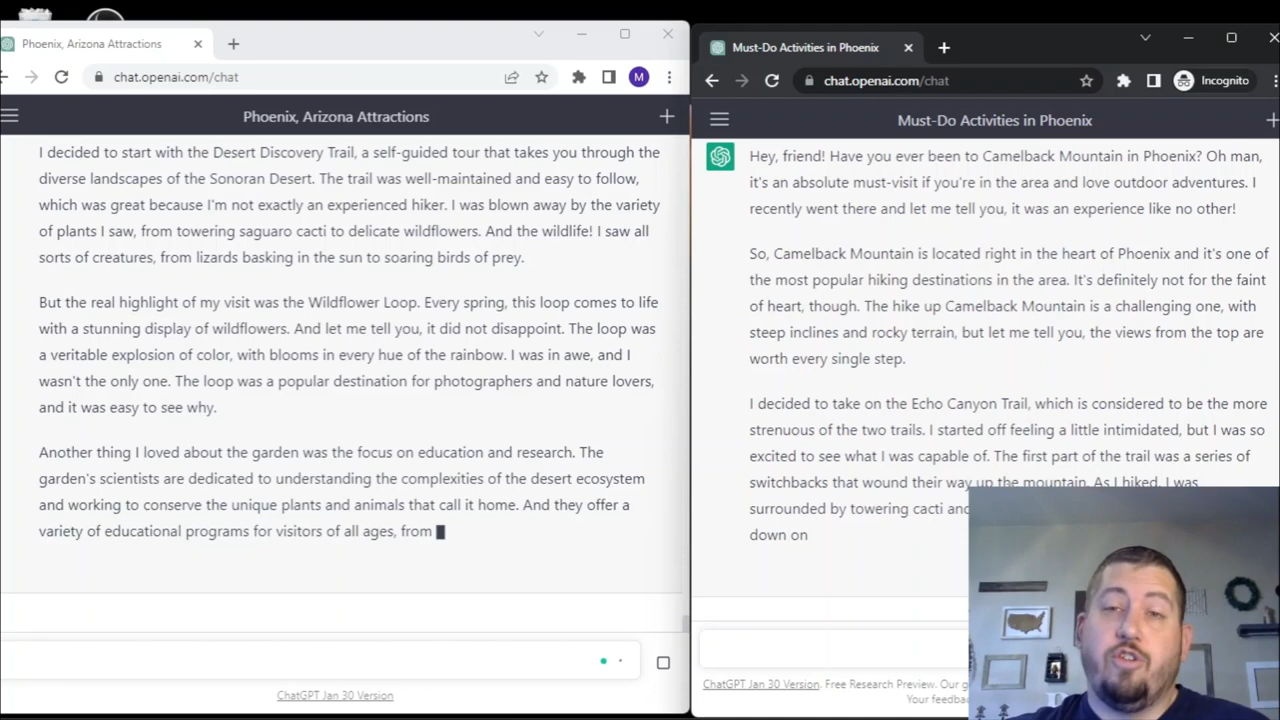 Phoenix, Arizona Attractions
chat.openai.com/chat
M
Phoenix, Arizona Attractions
I decided to start with the Desert Discovery Trail, a self-guided tour that takes you through the
diverse landscapes of the Sonoran Desert. The trail was well-maintained and easy to follow,
which was great because I'm not exactly an experienced hiker. I was blown away by the variety
of plants I saw, from towering saguaro cacti to delicate wildflowers. And the wildlife! I saw all
sorts of creatures, from lizards basking in the sun to soaring birds of prey.
But the real highlight of my visit was the Wildflower Loop. Every spring, this loop comes to life
with a stunning display of wildflowers. And let me tell you, it did not disappoint. The loop was
a veritable explosion of color, with blooms in every hue of the rainbow. I was in awe, and I
wasn't the only one. The loop was a popular destination for photographers and nature lovers,
and it was easy to see why.
Another thing I loved about the garden was the focus on education and research. The
garden's scientists are dedicated to understanding the complexities of the desert ecosystem
and working to conserve the unique plants and animals that call it home. And they offer a
variety of educational programs for visitors of all ages, from
ChatGPT Jan 30 Version
Must-Do Activities in Phoenix
chat.openai.com/chat
Incognito
Must-Do Activities in Phoenix
Hey, friend! Have you ever been to Camelback Mountain in Phoenix? Oh man,
it's an absolute must-visit if you're in the area and love outdoor adventures. I
recently went there and let me tell you, it was an experience like no other!
So, Camelback Mountain is located right in the heart of Phoenix and it's one of
the most popular hiking destinations in the area. It's definitely not for the faint
of heart, though. The hike up Camelback Mountain is a challenging one, with
steep inclines and rocky terrain, but let me tell you, the views from the top are
worth every single step.
I decided to take on the Echo Canyon Trail, which is considered to be the more
strenuous of the two trails. I started off feeling a little intimidated, but I was so
excited to see what I was capable of. The first part of the trail was a series of
switchbacks that wound their way up the mountain. As I hiked, I was
surrounded by towering cacti and
down on
ChatGPT Jan 30 Version. Free Research Preview. Our g
Your feedba